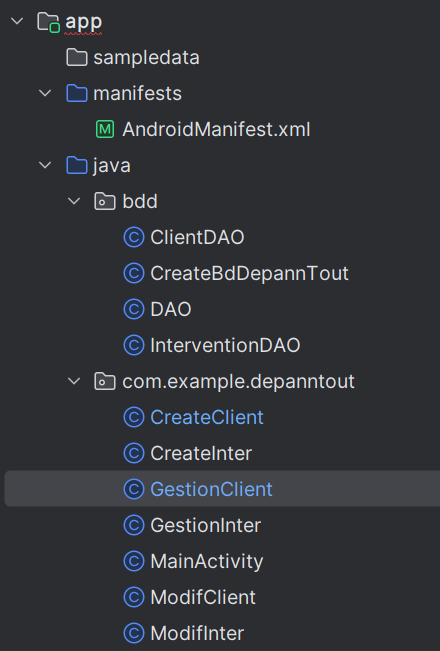 app
sampledata
manifests
AndroidManifest.xml
java
bdd
ClientDAO
CreateBdDepannTout
DAO
InterventionDAO
com.example.depanntout
CreateClient
CreateInter
GestionClient
GestionInter
MainActivity
ModifClient
ModifInter